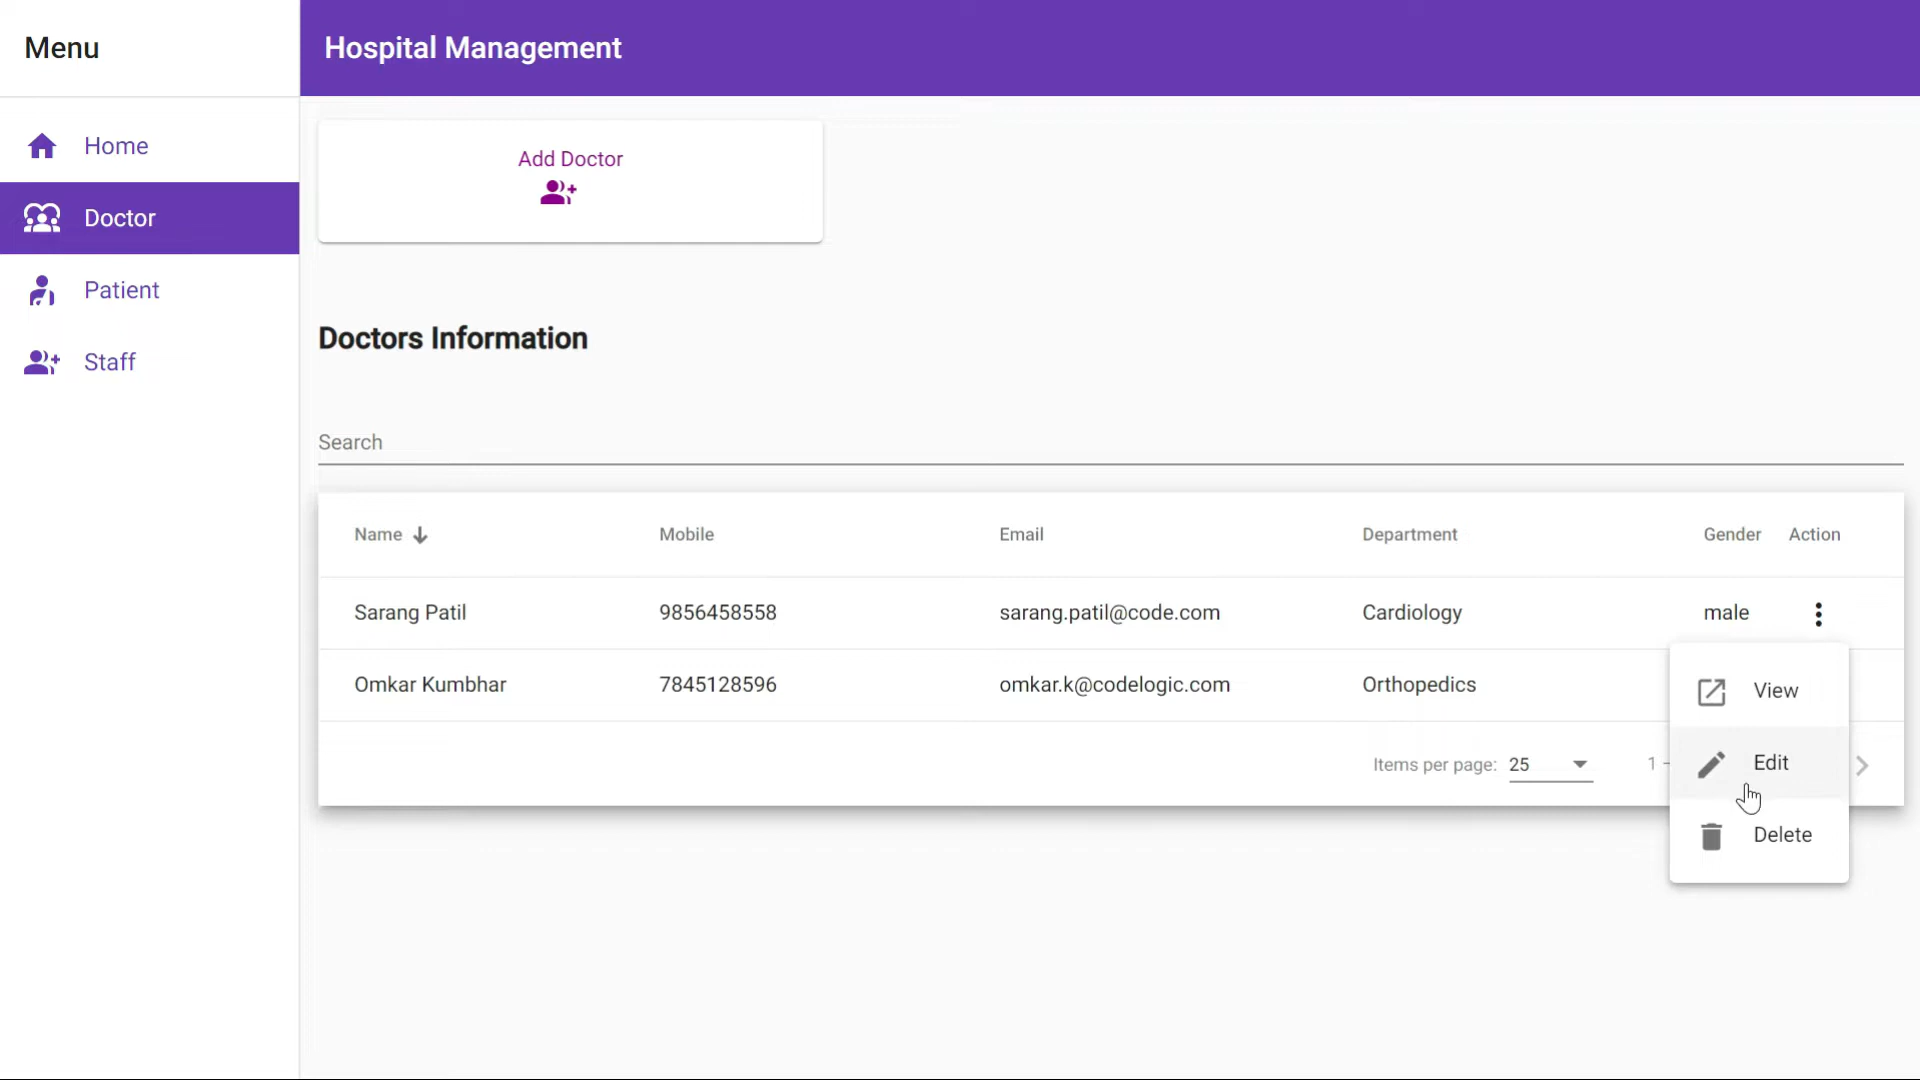 Menu
Hospital Management
Home
Doctor
Patient
Staff
Add Doctor
Doctors Information
Search
Name Mobile Email Department Gender Action
Sarang Patil 9856458558 sarang.patil@code.com Cardiology male
Omkar Kumbhar 7845128596 omkar.k@codelogic.com Orthopedics
Items per page: 25 1 –
View
Edit
Delete